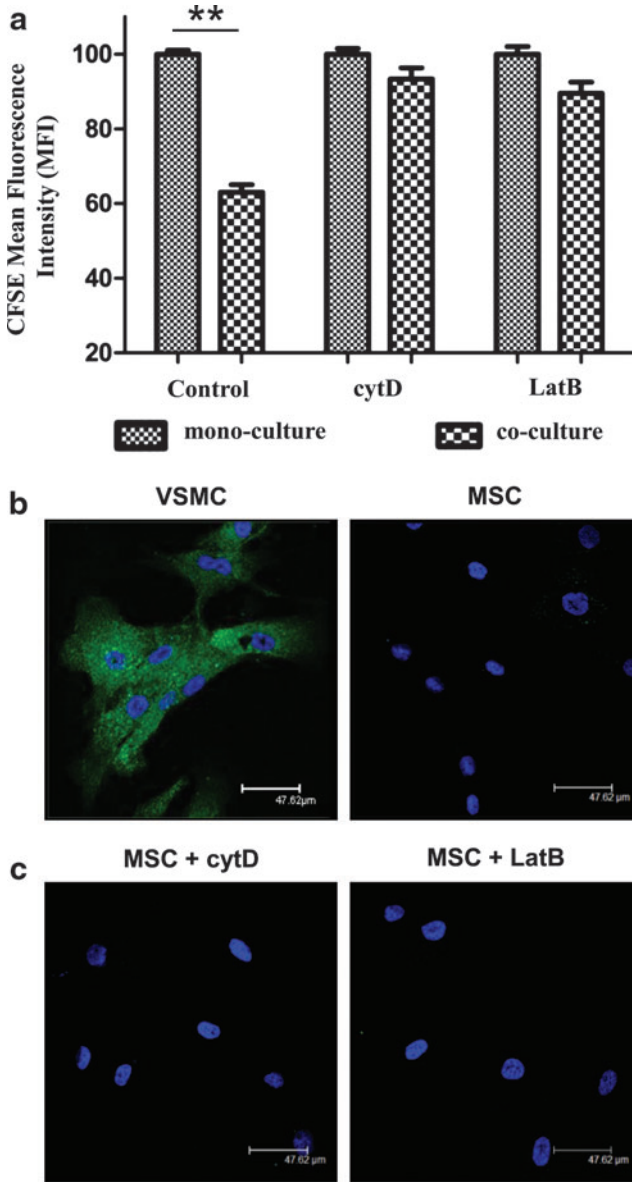 a
**
CFSE Mean Fluorescence
Intensity (MFI)
100
80
60
40
20
Control
cytD
LatB
mono-culture
co-culture
b
VSMC
MSC
47.62µm
47.62 µm
c
MSC + cytD
MSC + LatB
47.62 µm
47.62 µm